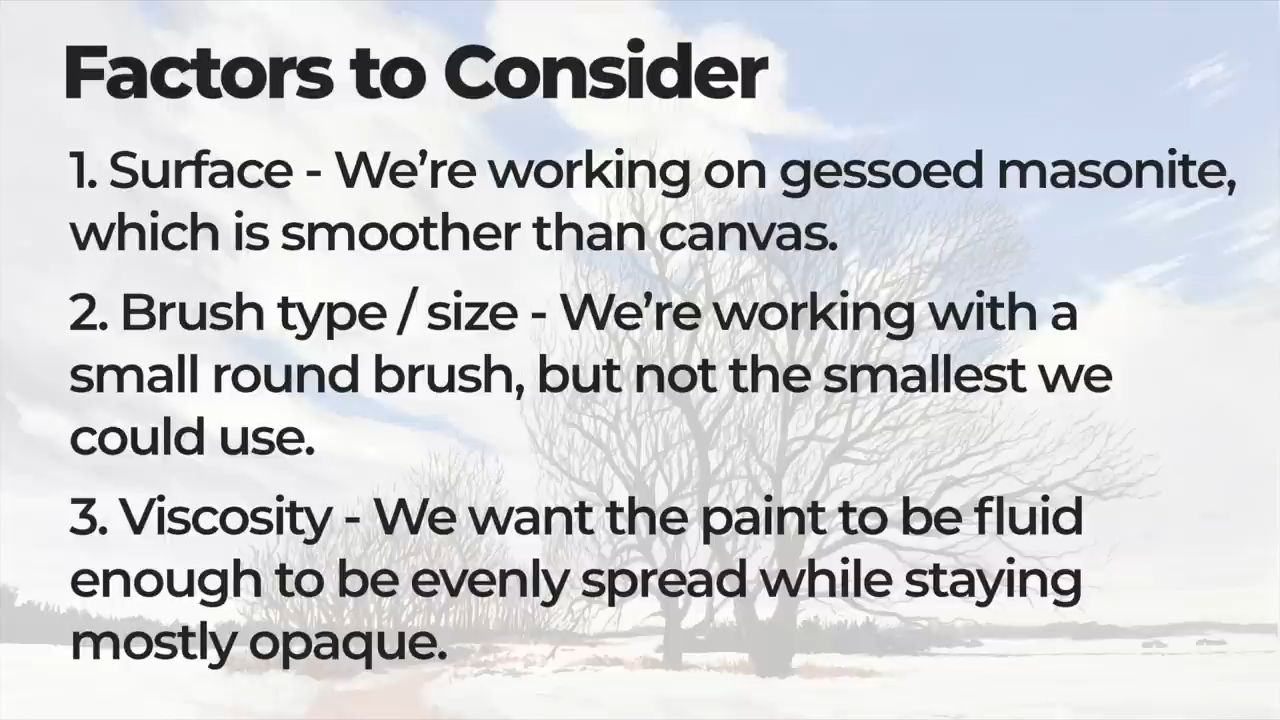 Factors to Consider
1. Surface - We’re working on gessoed masonite,
which is smoother than canvas.
2. Brush type / size - We’re working with a
small round brush, but not the smallest we
could use.
3. Viscosity - We want the paint to be fluid
enough to be evenly spread while staying
mostly opaque.